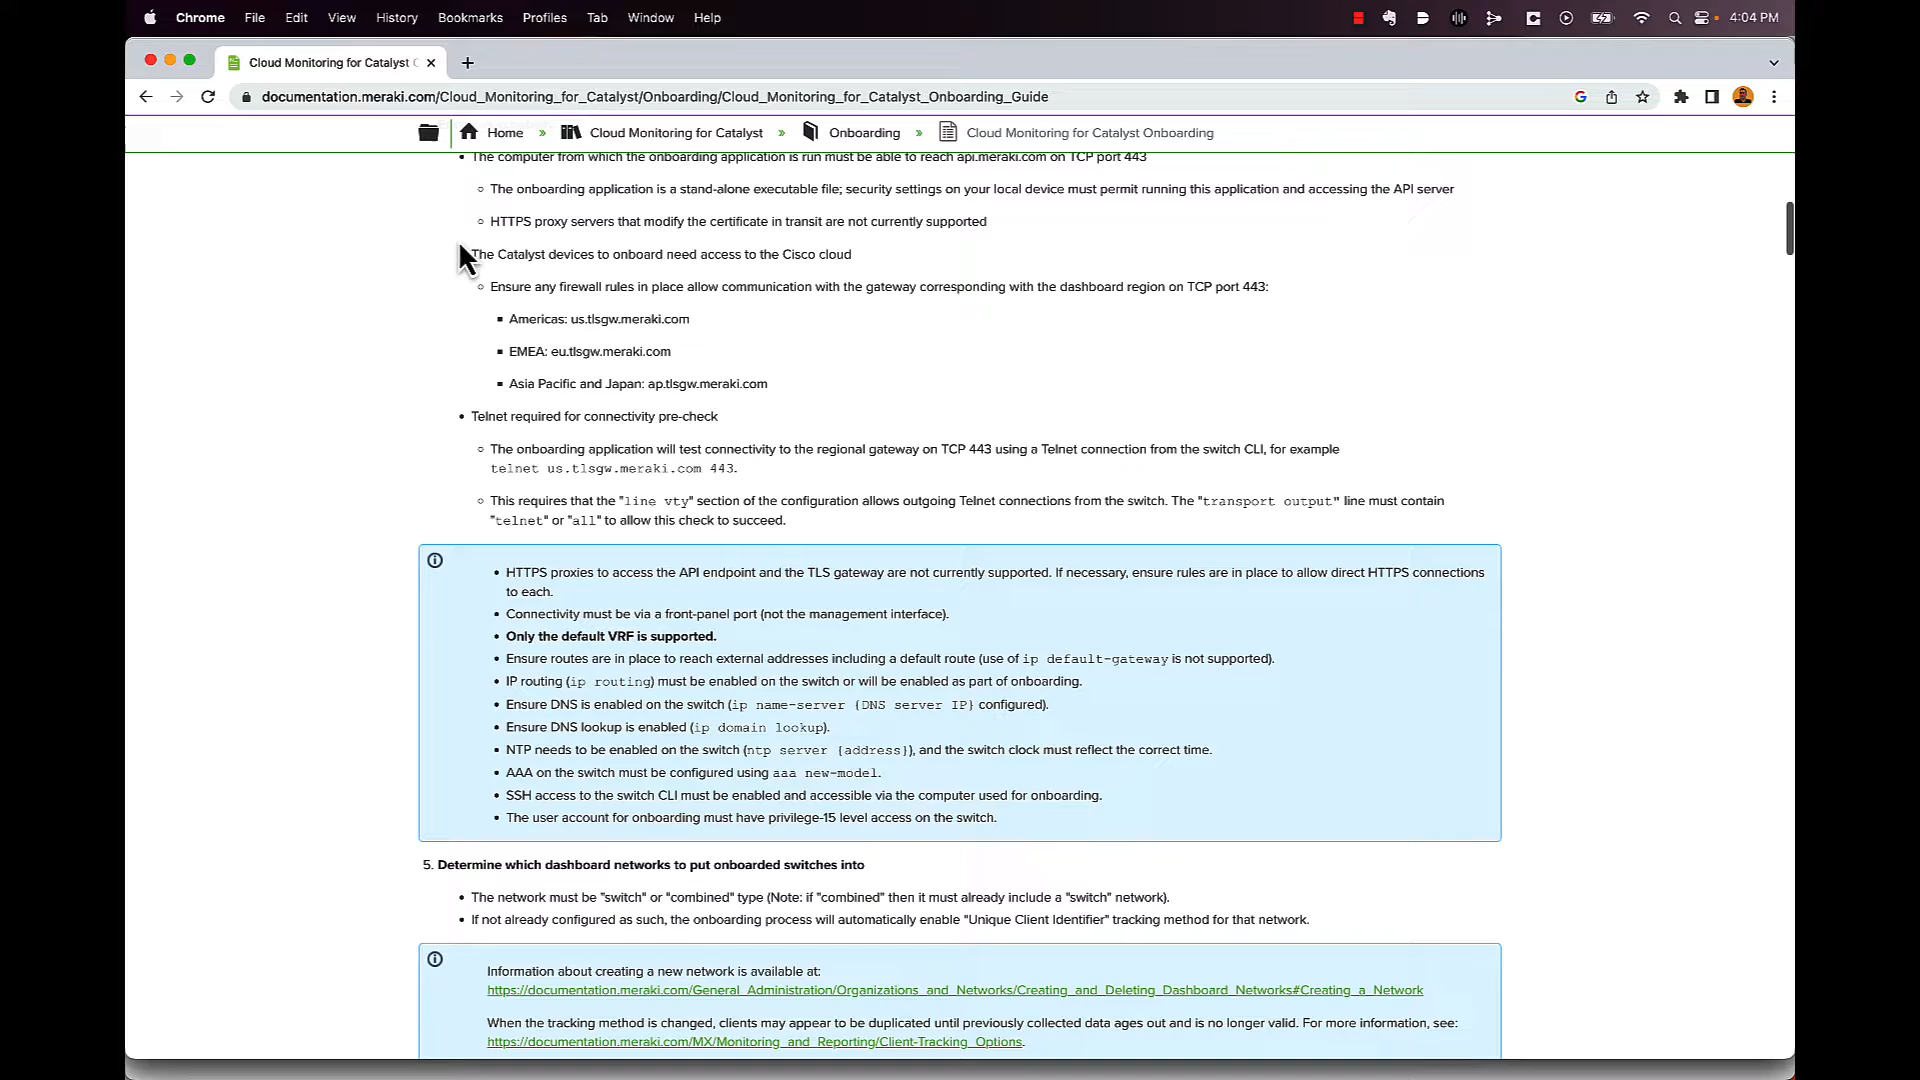 Chrome File Edit View History Bookmarks Profiles Tab Window Help 4:04 PM
Cloud Monitoring for Catalyst
documentation.meraki.com/Cloud_Monitoring_for_Catalyst/Onboarding/Cloud_Monitoring_for_Catalyst_Onboarding_Guide
Home » Cloud Monitoring for Catalyst » Onboarding » Cloud Monitoring for Catalyst Onboarding
• The computer from which the onboarding application is run must be able to reach api.meraki.com on TCP port 443
○ The onboarding application is a stand-alone executable file; security settings on your local device must permit running this application and accessing the API server
○ HTTPS proxy servers that modify the certificate in transit are not currently supported
The Catalyst devices to onboard need access to the Cisco cloud
○ Ensure any firewall rules in place allow communication with the gateway corresponding with the dashboard region on TCP port 443:
▪ Americas: us.tlsgw.meraki.com
▪ EMEA: eu.tlsgw.meraki.com
▪ Asia Pacific and Japan: ap.tlsgw.meraki.com
• Telnet required for connectivity pre-check
○ The onboarding application will test connectivity to the regional gateway on TCP 443 using a Telnet connection from the switch CLI, for example
telnet us.tlsgw.meraki.com 443.
○ This requires that the "line vty" section of the configuration allows outgoing Telnet connections from the switch. The "transport output" line must contain
"telnet" or "all" to allow this check to succeed.
• HTTPS proxies to access the API endpoint and the TLS gateway are not currently supported. If necessary, ensure rules are in place to allow direct HTTPS connections
to each.
• Connectivity must be via a front-panel port (not the management interface).
• Only the default VRF is supported.
• Ensure routes are in place to reach external addresses including a default route (use of ip default-gateway is not supported).
• IP routing (ip routing) must be enabled on the switch or will be enabled as part of onboarding.
• Ensure DNS is enabled on the switch (ip name-server {DNS server IP} configured).
• Ensure DNS lookup is enabled (ip domain lookup).
• NTP needs to be enabled on the switch (ntp server {address}), and the switch clock must reflect the correct time.
• AAA on the switch must be configured using aaa new-model.
• SSH access to the switch CLI must be enabled and accessible via the computer used for onboarding.
• The user account for onboarding must have privilege-15 level access on the switch.
5. Determine which dashboard networks to put onboarded switches into
• The network must be "switch" or "combined" type (Note: if "combined" then it must already include a "switch" network).
• If not already configured as such, the onboarding process will automatically enable "Unique Client Identifier" tracking method for that network.
Information about creating a new network is available at:
https://documentation.meraki.com/General_Administration/Organizations_and_Networks/Creating_and_Deleting_Dashboard_Networks#Creating_a_Network
When the tracking method is changed, clients may appear to be duplicated until previously collected data ages out and is no longer valid. For more information, see:
https://documentation.meraki.com/MX/Monitoring_and_Reporting/Client-Tracking_Options.